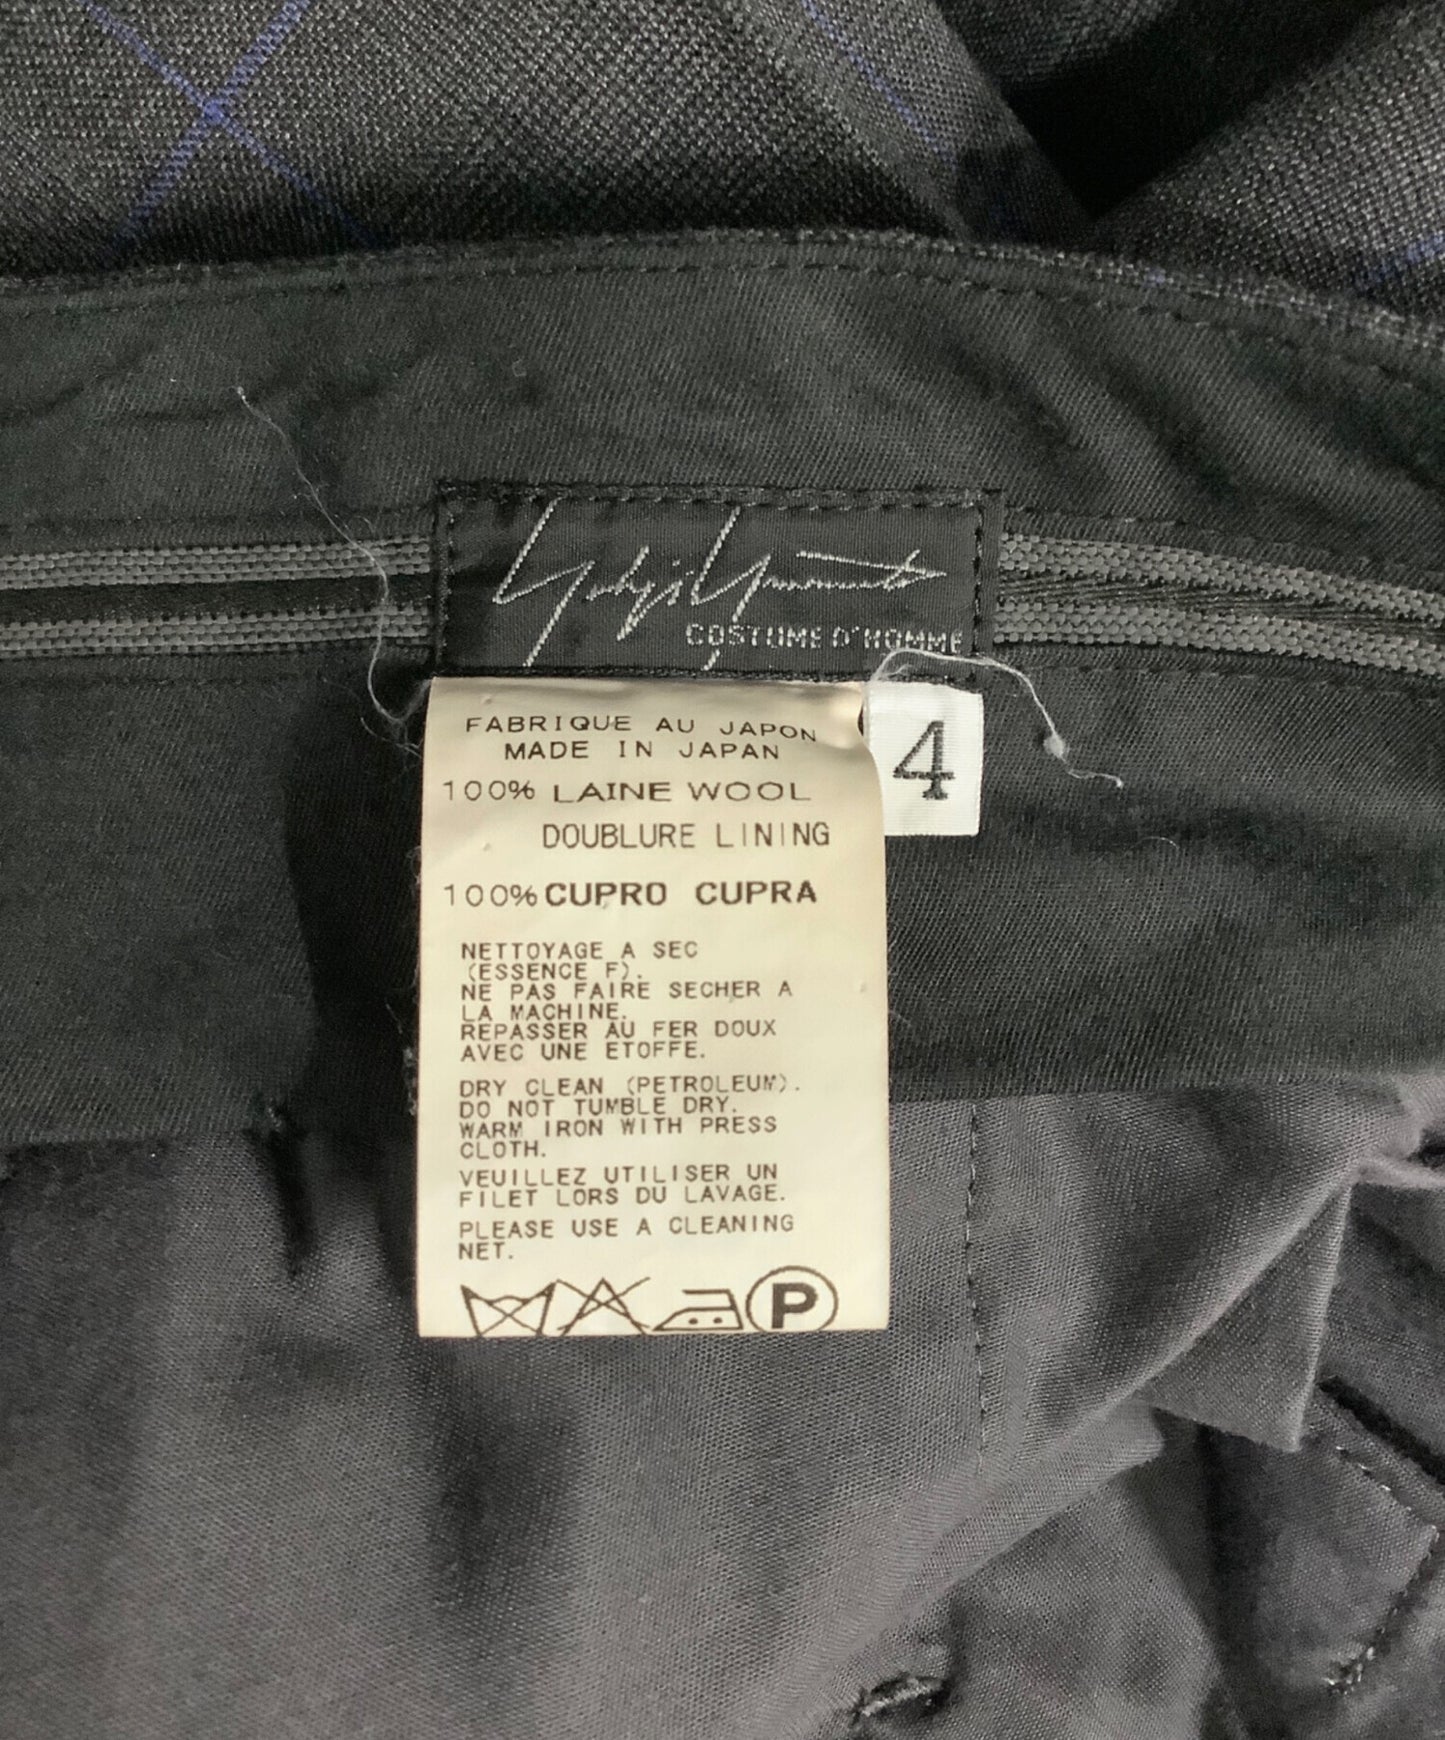 Yohji Yamamoto
COSTUME D'HOMME
4
FABRIQUE AU JAPON
MADE IN JAPAN
100% LAINE WOOL
DOUBLURE LINING
100% CUPRO CUPRA
NETTOYAGE A SEC
(ESSENCE F).
NE PAS FAIRE SECHER A
LA MACHINE.
REPASSER AU FER DOUX
AVEC UNE ETOFFE.
DRY CLEAN (PETROLEUM).
DO NOT TUMBLE DRY.
WARM IRON WITH PRESS
CLOTH.
VEUILLEZ UTILISER UN
FILET LORS DU LAVAGE.
PLEASE USE A CLEANING
NET.
P